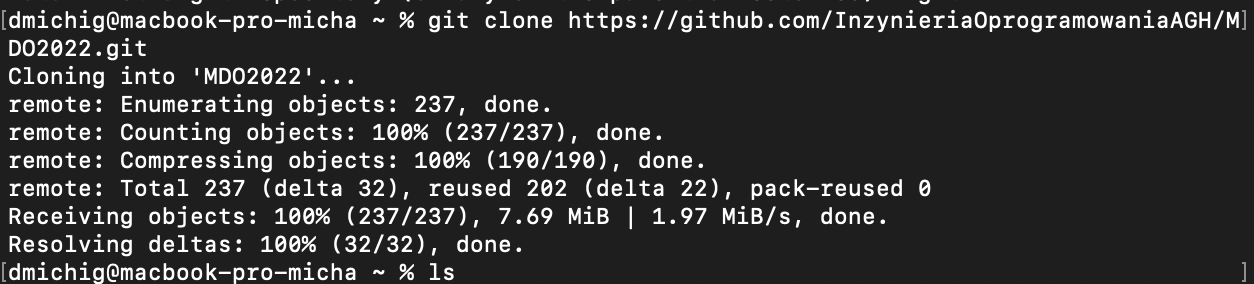 [dmichig@macbook-pro-micha ~ % git clone https://github.com/InzynieriaOprogramowaniaAGH/M]
DO2022.git
Cloning into 'MDO2022'...
remote: Enumerating objects: 237, done.
remote: Counting objects: 100% (237/237), done.
remote: Compressing objects: 100% (190/190), done.
remote: Total 237 (delta 32), reused 202 (delta 22), pack-reused 0
Receiving objects: 100% (237/237), 7.69 MiB | 1.97 MiB/s, done.
Resolving deltas: 100% (32/32), done.
[dmichig@macbook-pro-micha ~ % ls ]